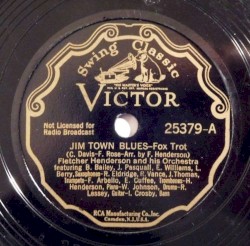 Swing Classic
"HIS MASTER'S VOICE"
VICTOR
Not Licensed for
Radio Broadcast
25379-A
JIM TOWN BLUES-Fox Trot
(C. Davis-F. Rose-Arr. by F. Henderson)
Fletcher Henderson and his Orchestra
featuring B. Bailey, J. Pasquall, E. Williams, L.
Berry, Saxophones-R. Eldridge, D. Vance, J. Thomas,
Trumpets-F. Arbello, E. Cuffee, Trombones-H.
Henderson, Piano-W. Johnson, Drums-R.
Lessey, Guitar-I. Crosby, Bass
RCA Manufacturing Co., Inc.
Camden, N.J. U.S.